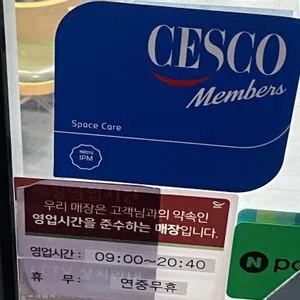 CESCO
Members
Space Care
IPM
우리 매장은 고객님과의 약속인
영업시간을 준수하는 매장입니다.
영업시간 : 09:00~20:40
휴 무 : 연중무휴
N pa